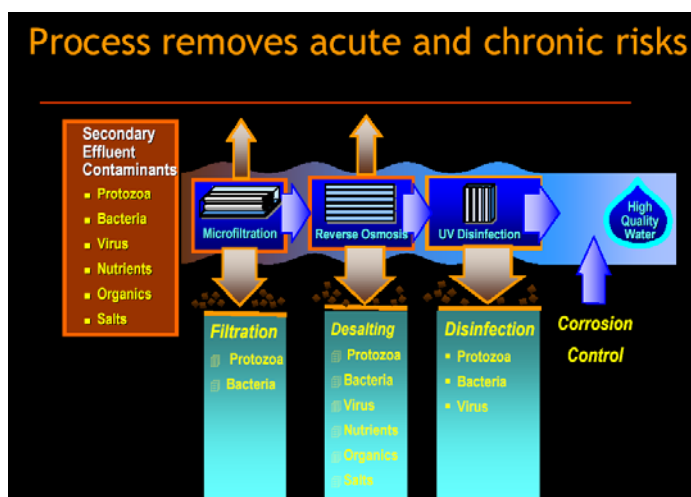 Process removes acute and chronic risks
Secondary
Effluent
Contaminants
Protozoa
Bacteria
Virus
Nutrients
Organics
Salts
Microfiltration
Reverse Osmosis
UV Disinfection
High
Quality
Water
Filtration
Protozoa
Bacteria
Desalting
Protozoa
Bacteria
Virus
Nutrients
Organics
Salts
Disinfection
Protozoa
Bacteria
Virus
Corrosion
Control